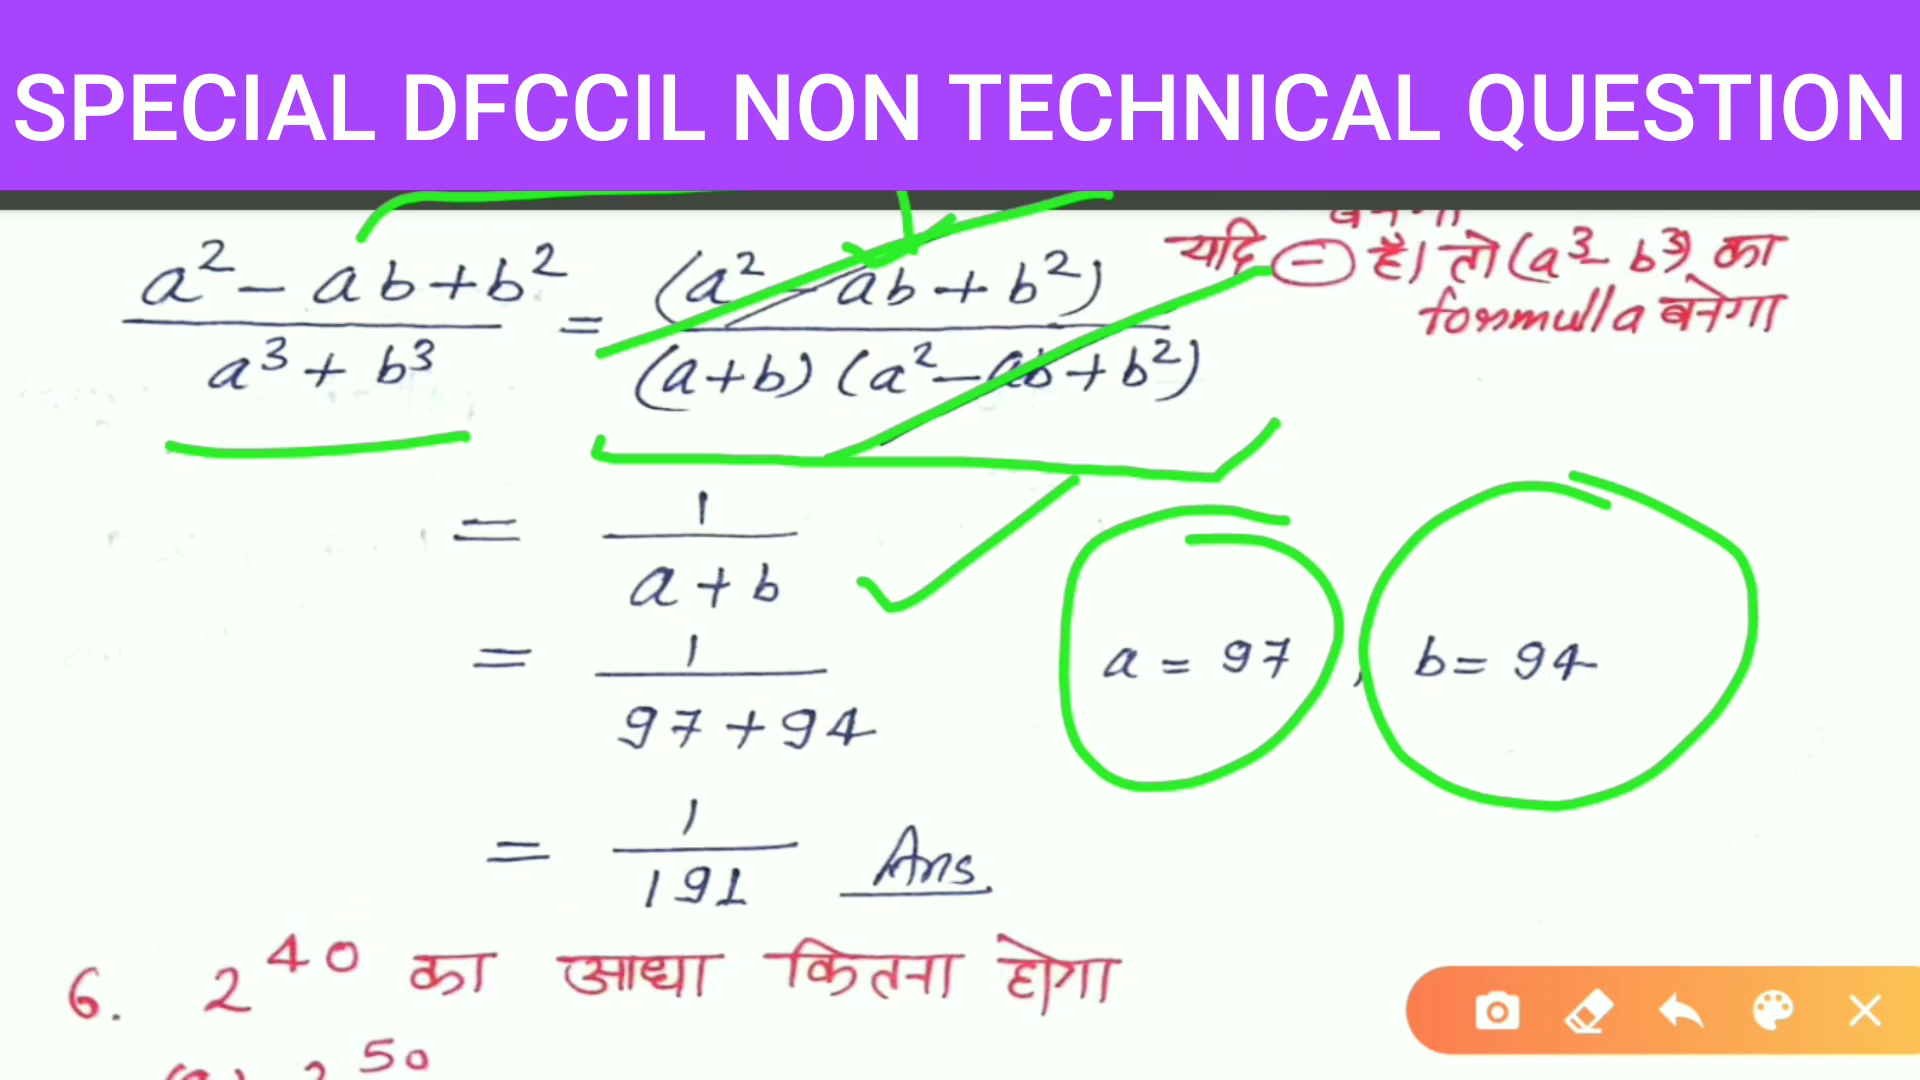 SPECIAL DFCCIL NON TECHNICAL QUESTION
यदि (-) है। तो (a³- b³) का
formulla बनेगा
a² - ab + b² / a³ + b³ = (a² - ab + b²) / (a+b) (a² - ab + b²)
= 1 / a + b
= 1 / 97 + 94
a = 97 , b = 94
= 1 / 191 Ans.
6. 2⁴⁰ का आधा कितना होगा
50